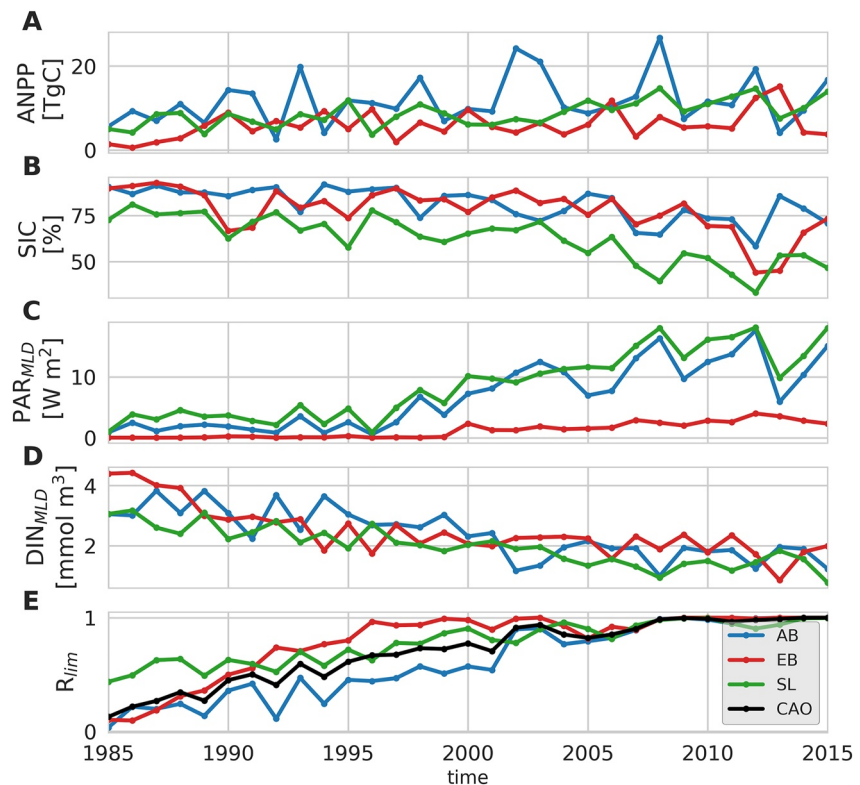 A
ANPP
[TgC]
20
0
B
SIC
[%]
75
50
C
PAR_MLD
[W m²]
10
0
D
DIN_MLD
[mmol m³]
4
2
E
R_lim
1
0
AB
EB
SL
CAO
1985 1990 1995 2000 2005 2010 2015
time